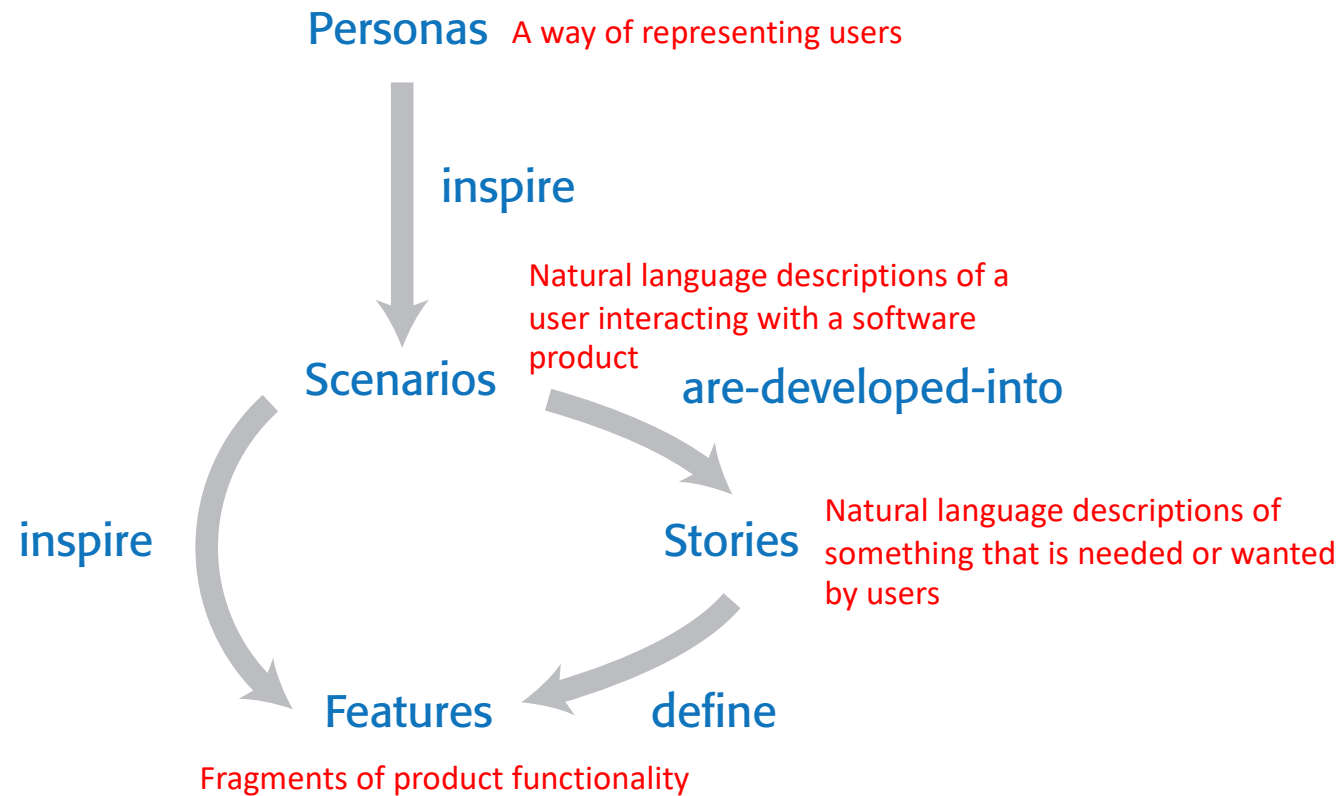 Personas A way of representing users
inspire
Natural language descriptions of a
user interacting with a software
product
Scenarios
are-developed-into
inspire
Stories
Natural language descriptions of
something that is needed or wanted
by users
Features
define
Fragments of product functionality